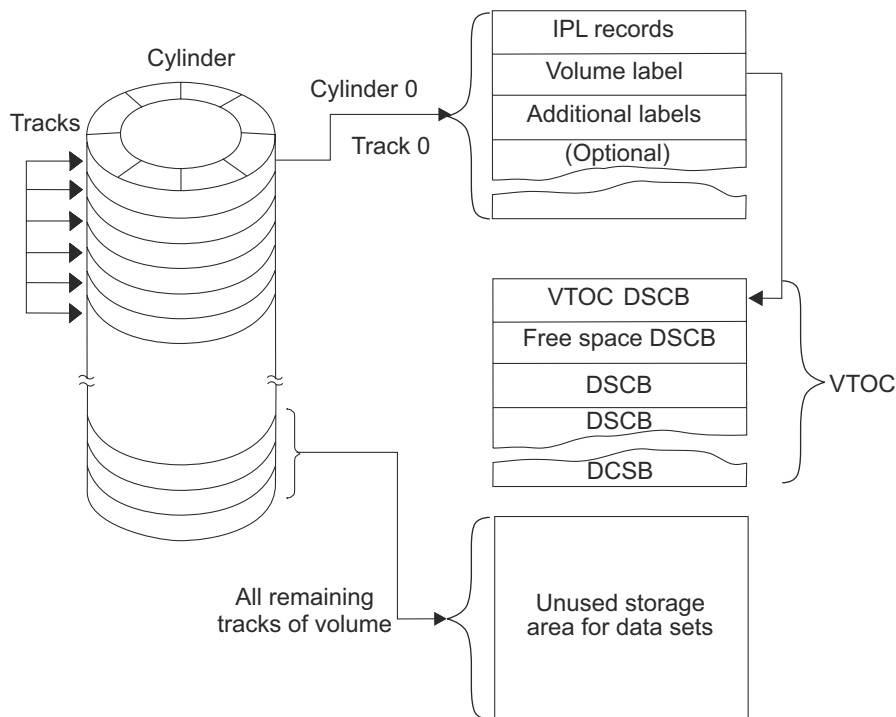 Cylinder
Tracks
Cylinder 0
Track 0
IPL records
Volume label
Additional labels
(Optional)
VTOC DSCB
Free space DSCB
DSCB
DSCB
DCSB
VTOC
All remaining
tracks of volume
Unused storage
area for data sets